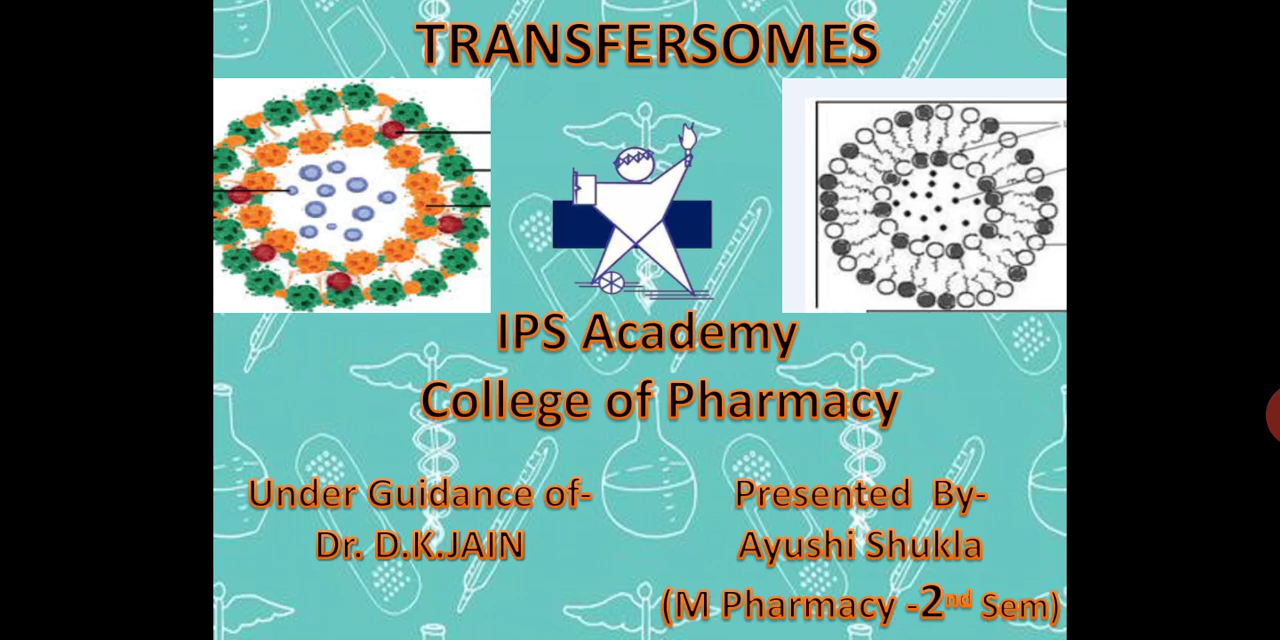 TRANSFERSOMES
IPS Academy
College of Pharmacy
Under Guidance of-
Dr. D.K.JAIN
Presented By-
Ayushi Shukla
(M Pharmacy -2nd Sem)